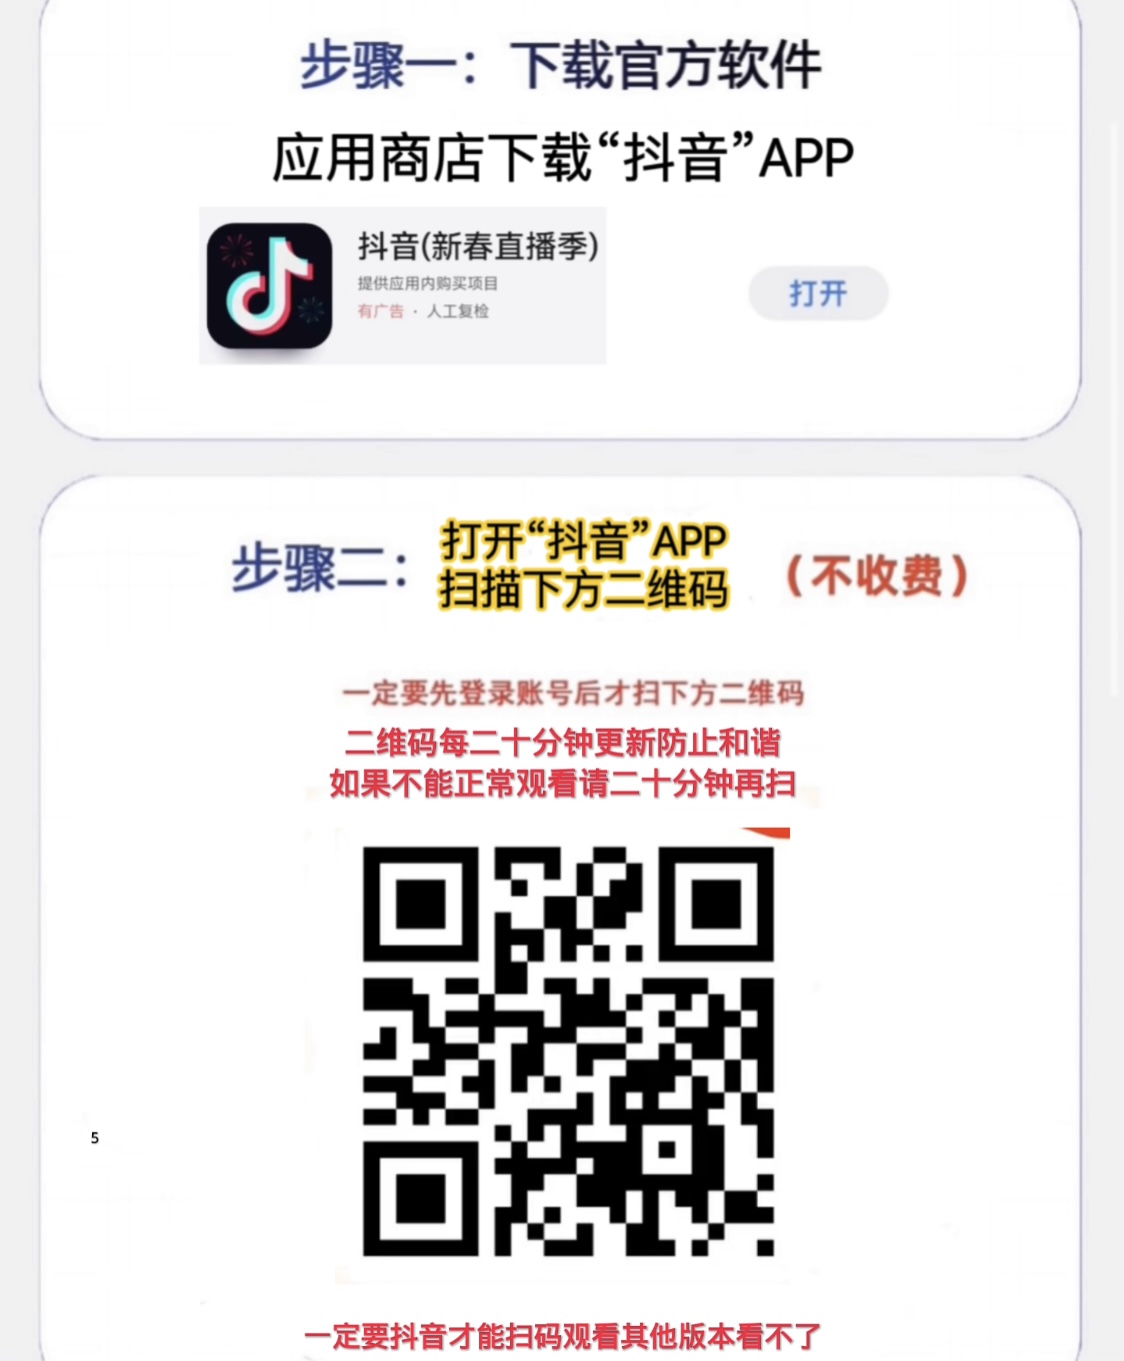 步骤一：下载官方软件
应用商店下载“抖音”APP
抖音(新春直播季)
提供应用内购买项目
有广告 · 人工复检
打开
步骤二：
打开“抖音”APP
扫描下方二维码
（不收费）
一定要先登录账号后才扫下方二维码
二维码每二十分钟更新防止和谐
如果不能正常观看请二十分钟再扫
5
一定要抖音才能扫码观看其他版本看不了